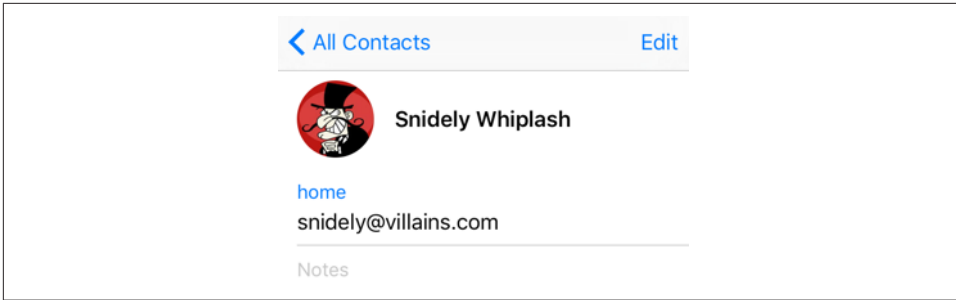 All Contacts Edit
Snidely Whiplash
home
snidely@villains.com
Notes